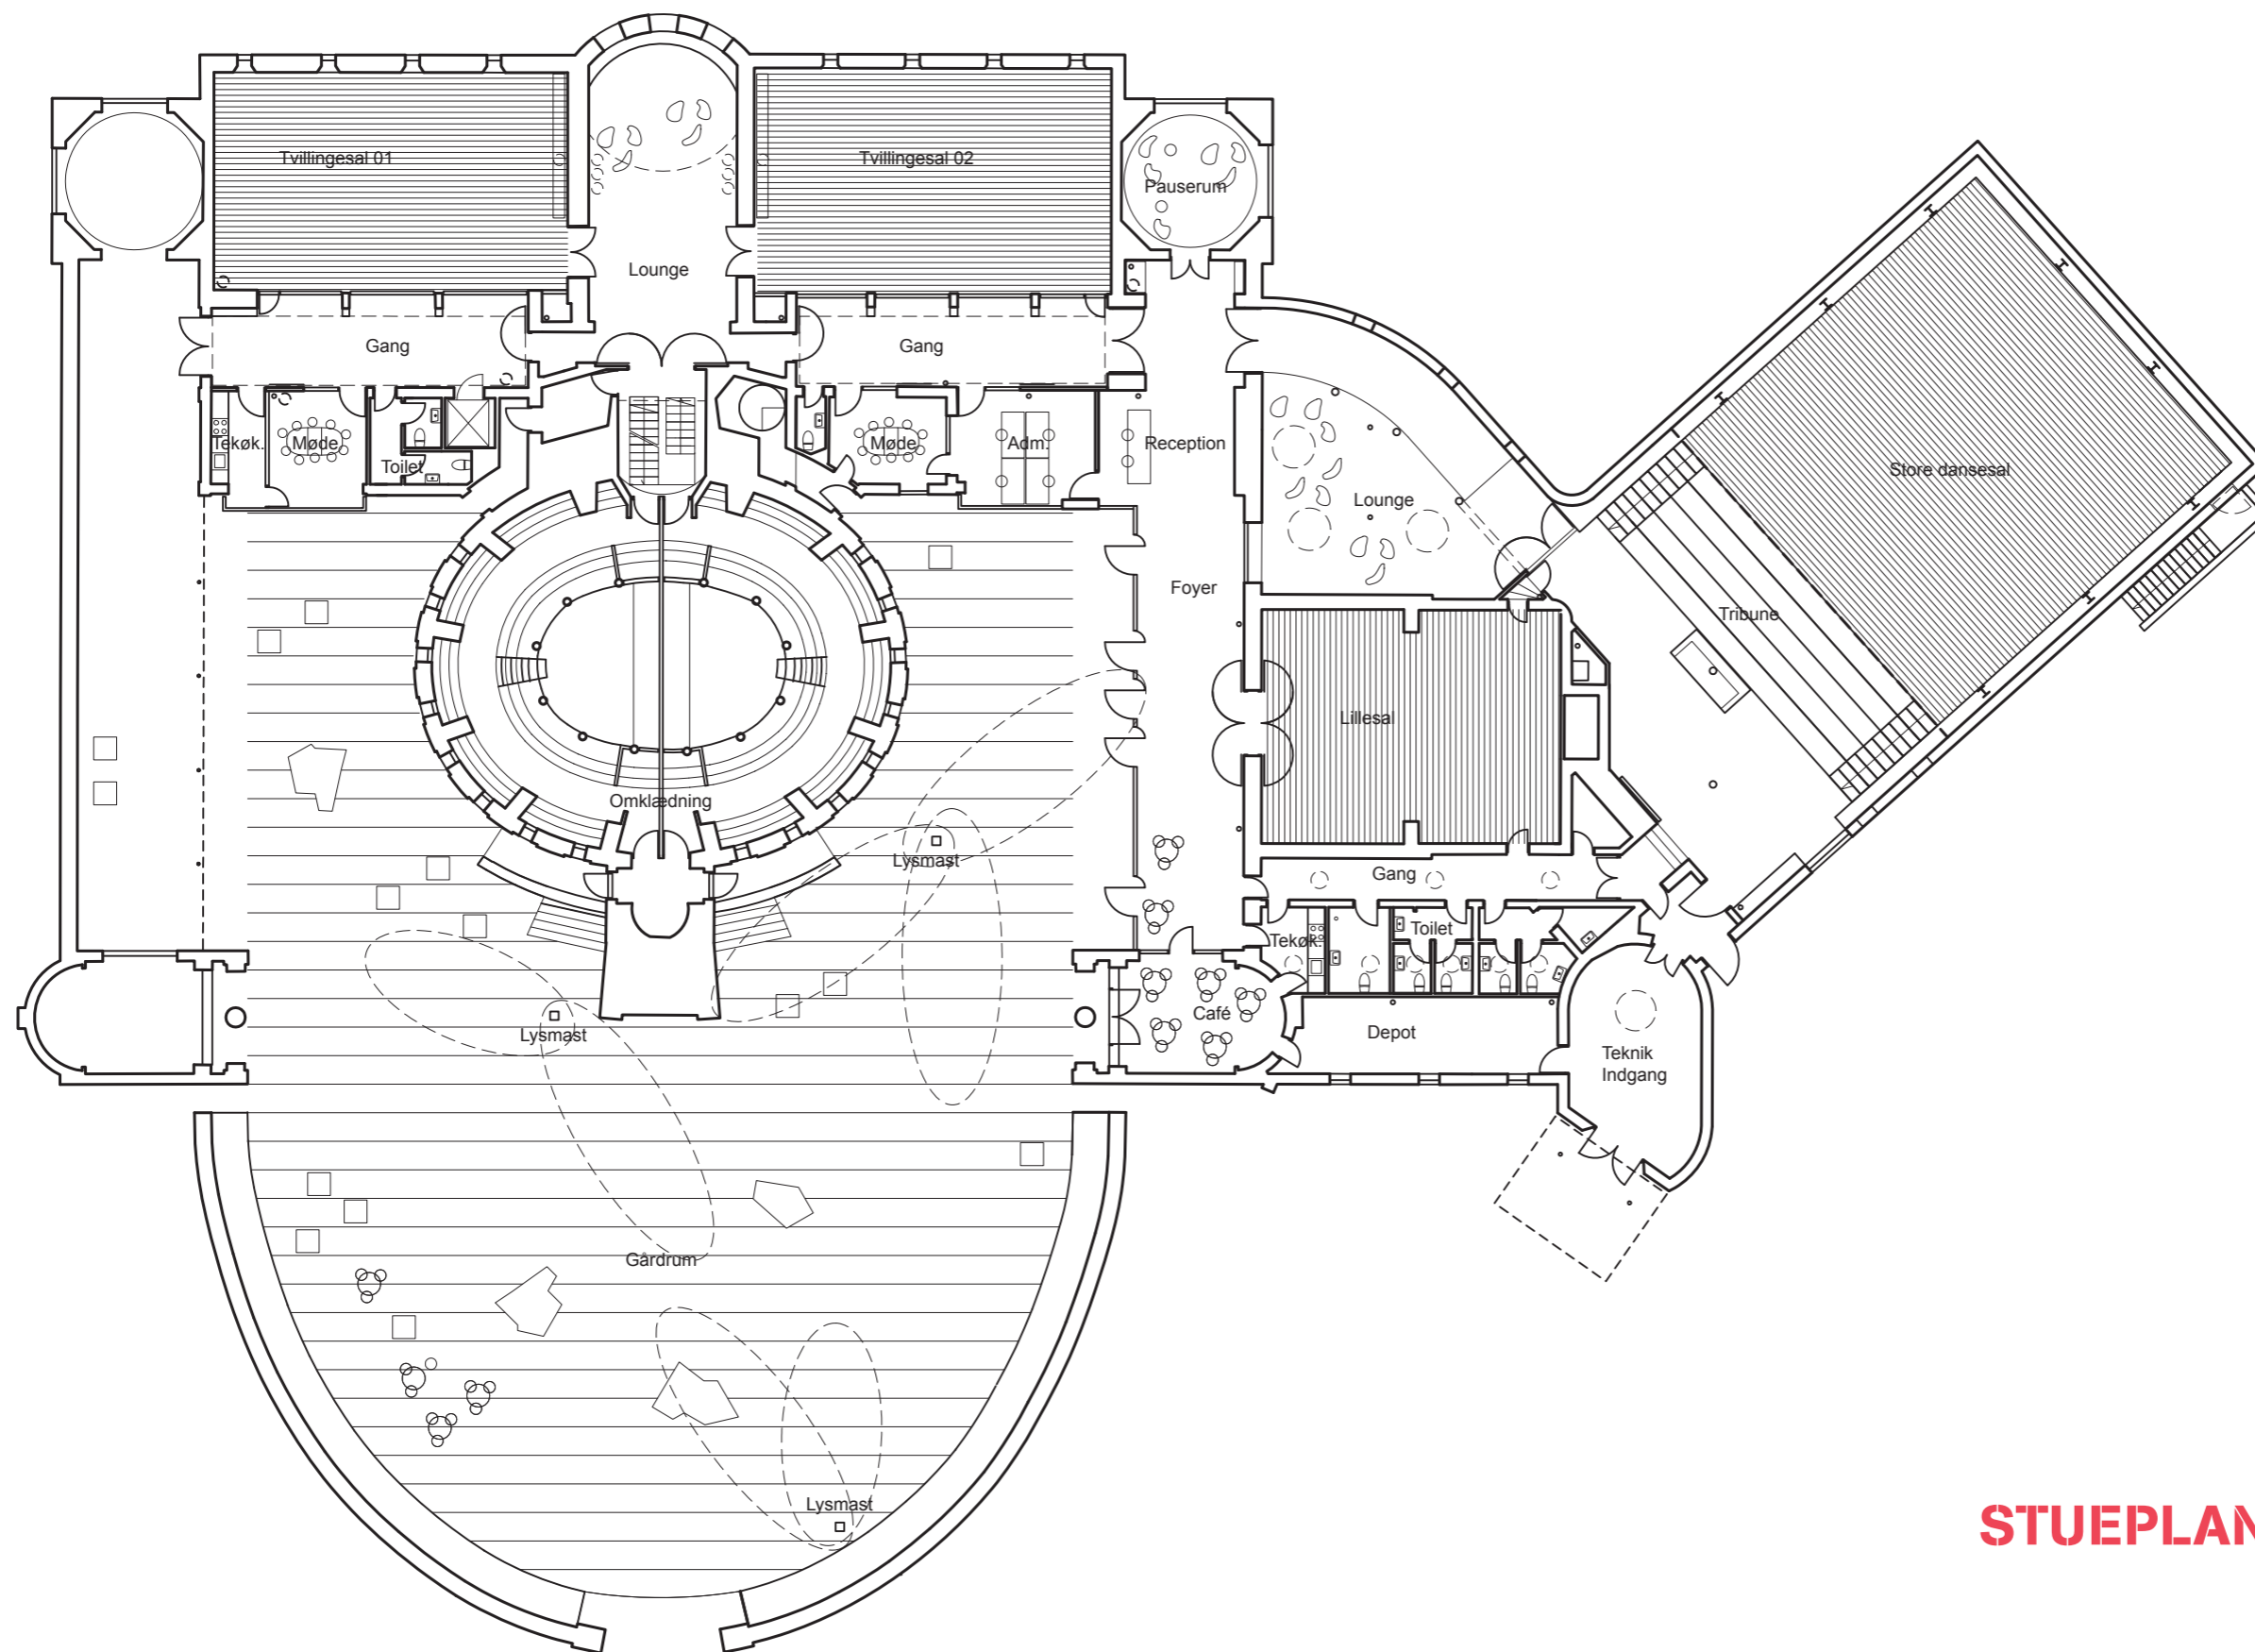 Tvillingesal 01
Tvillingesal 02
Pauserum
Lounge
Gang
Gang
Tekøk.
Møde
Toilet
Møde
Adm.
Reception
Store dansesal
Lounge
Foyer
Tribune
Lillesal
Omklædning
Lysmast
Gang
Tekøk.
Toilet
Café
Lysmast
Depot
Teknik
Indgang
Gårdrum
Lysmast
STUEPLAN